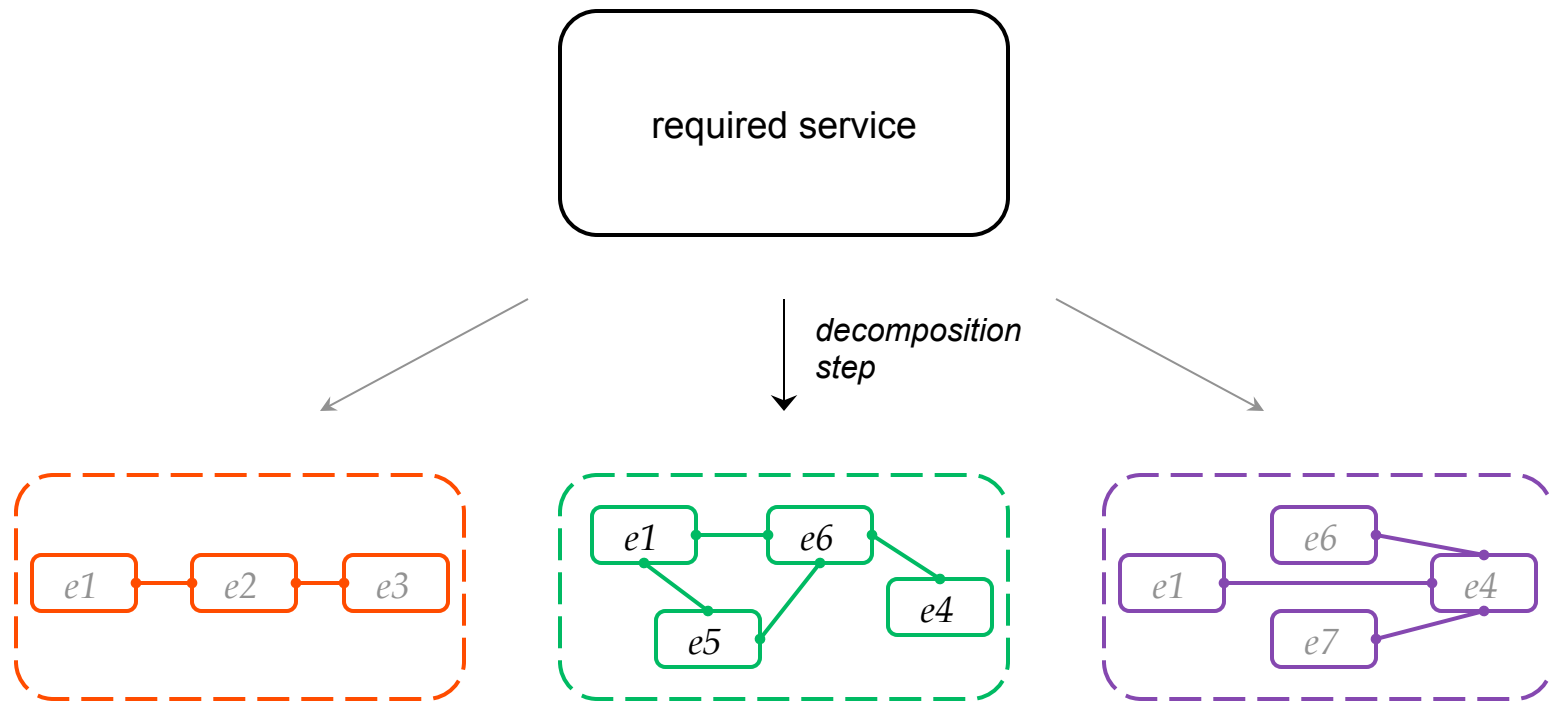 required service
decomposition
step
e1 e2 e3
e1 e6
e5 e4
e6
e1 e4
e7